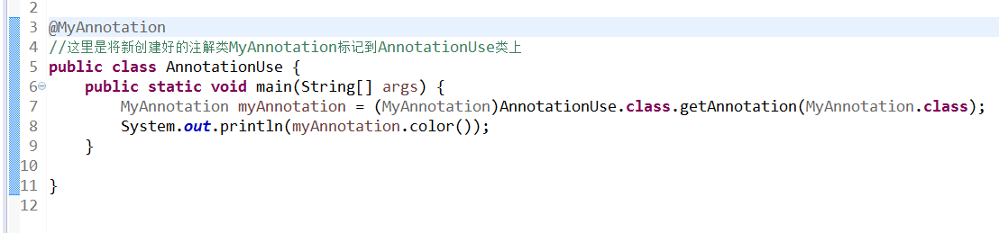 2
3 @MyAnnotation
4 //这里是将新创建好的注解类MyAnnotation标记到AnnotationUse类上
5 public class AnnotationUse {
6     public static void main(String[] args) {
7         MyAnnotation myAnnotation = (MyAnnotation)AnnotationUse.class.getAnnotation(MyAnnotation.class);
8         System.out.println(myAnnotation.color());
9     }
10
11 }
12